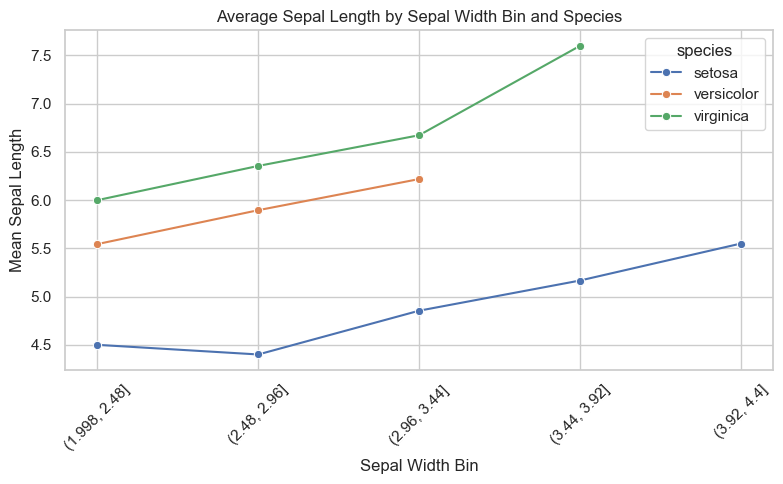 Average Sepal Length by Sepal Width Bin and Species
species
setosa
versicolor
virginica
Mean Sepal Length
7.5
7.0
6.5
6.0
5.5
5.0
4.5
(1.998, 2.48]
(2.48, 2.96]
(2.96, 3.44]
(3.44, 3.92]
(3.92, 4.4]
Sepal Width Bin